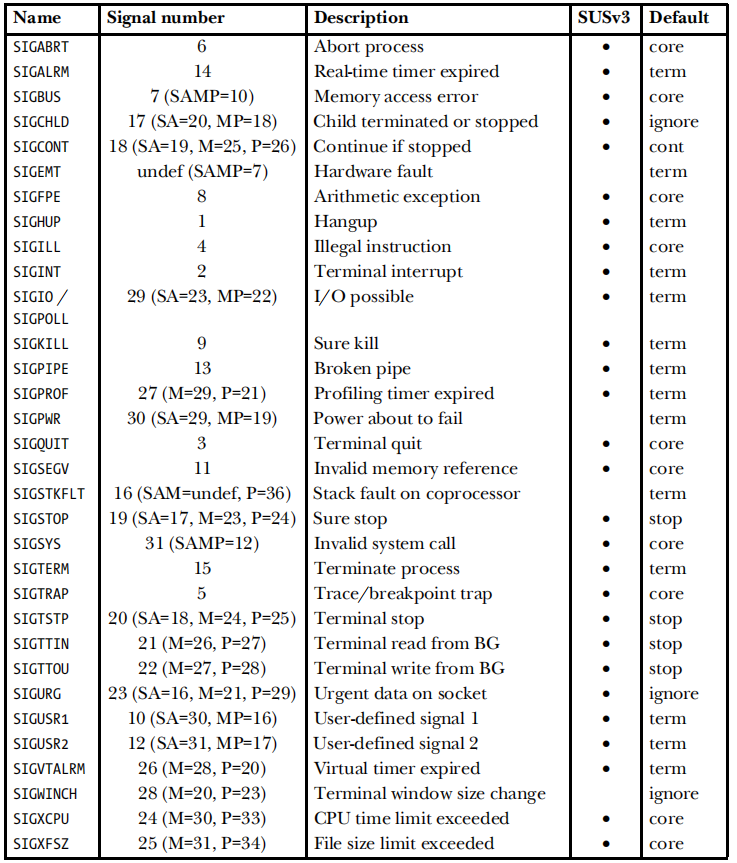 Name Signal number Description SUSv3 Default
SIGABRT 6 Abort process • core
SIGALRM 14 Real-time timer expired • term
SIGBUS 7 (SAMP=10) Memory access error • core
SIGCHLD 17 (SA=20, MP=18) Child terminated or stopped • ignore
SIGCONT 18 (SA=19, M=25, P=26) Continue if stopped • cont
SIGEMT undef (SAMP=7) Hardware fault term
SIGFPE 8 Arithmetic exception • core
SIGHUP 1 Hangup • term
SIGILL 4 Illegal instruction • core
SIGINT 2 Terminal interrupt • term
SIGIO / 29 (SA=23, MP=22) I/O possible • term
SIGPOLL
SIGKILL 9 Sure kill • term
SIGPIPE 13 Broken pipe • term
SIGPROF 27 (M=29, P=21) Profiling timer expired • term
SIGPWR 30 (SA=29, MP=19) Power about to fail term
SIGQUIT 3 Terminal quit • core
SIGSEGV 11 Invalid memory reference • core
SIGSTKFLT 16 (SAM=undef, P=36) Stack fault on coprocessor term
SIGSTOP 19 (SA=17, M=23, P=24) Sure stop • stop
SIGSYS 31 (SAMP=12) Invalid system call • core
SIGTERM 15 Terminate process • term
SIGTRAP 5 Trace/breakpoint trap • core
SIGTSTP 20 (SA=18, M=24, P=25) Terminal stop • stop
SIGTTIN 21 (M=26, P=27) Terminal read from BG • stop
SIGTTOU 22 (M=27, P=28) Terminal write from BG • stop
SIGURG 23 (SA=16, M=21, P=29) Urgent data on socket • ignore
SIGUSR1 10 (SA=30, MP=16) User-defined signal 1 • term
SIGUSR2 12 (SA=31, MP=17) User-defined signal 2 • term
SIGVTALRM 26 (M=28, P=20) Virtual timer expired • term
SIGWINCH 28 (M=20, P=23) Terminal window size change ignore
SIGXCPU 24 (M=30, P=33) CPU time limit exceeded • core
SIGXFSZ 25 (M=31, P=34) File size limit exceeded • core